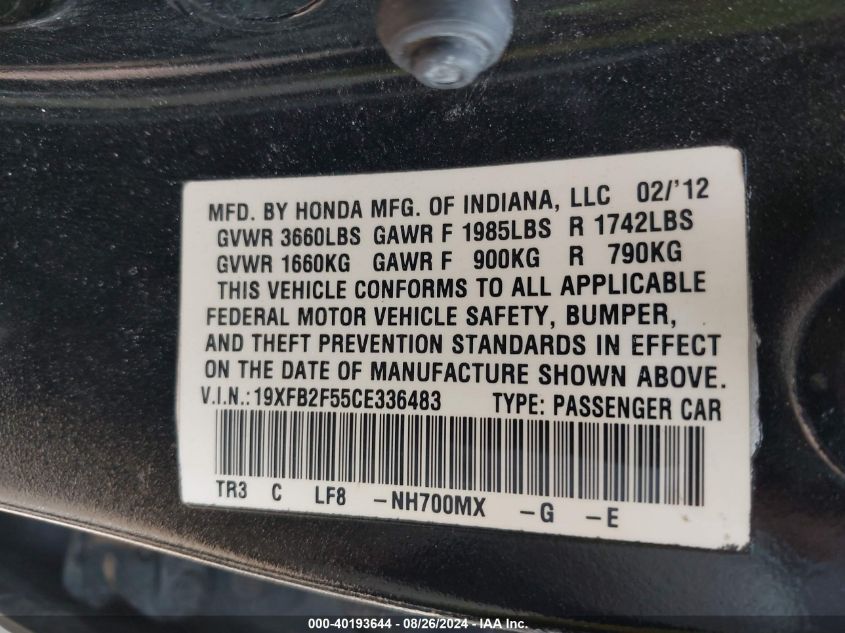 MFD. BY HONDA MFG. OF INDIANA, LLC 02/'12
GVWR 3660LBS GAWR F 1985LBS R 1742LBS
GVWR 1660KG GAWR F 900KG R 790KG
THIS VEHICLE CONFORMS TO ALL APPLICABLE
FEDERAL MOTOR VEHICLE SAFETY, BUMPER,
AND THEFT PREVENTION STANDARDS IN EFFECT
ON THE DATE OF MANUFACTURE SHOWN ABOVE.
V.I.N.:19XFB2F55CE336483 TYPE: PASSENGER CAR
TR3 C LF8 -NH700MX -G -E
000-40193644 / 08/26/2024 - IAA Inc.